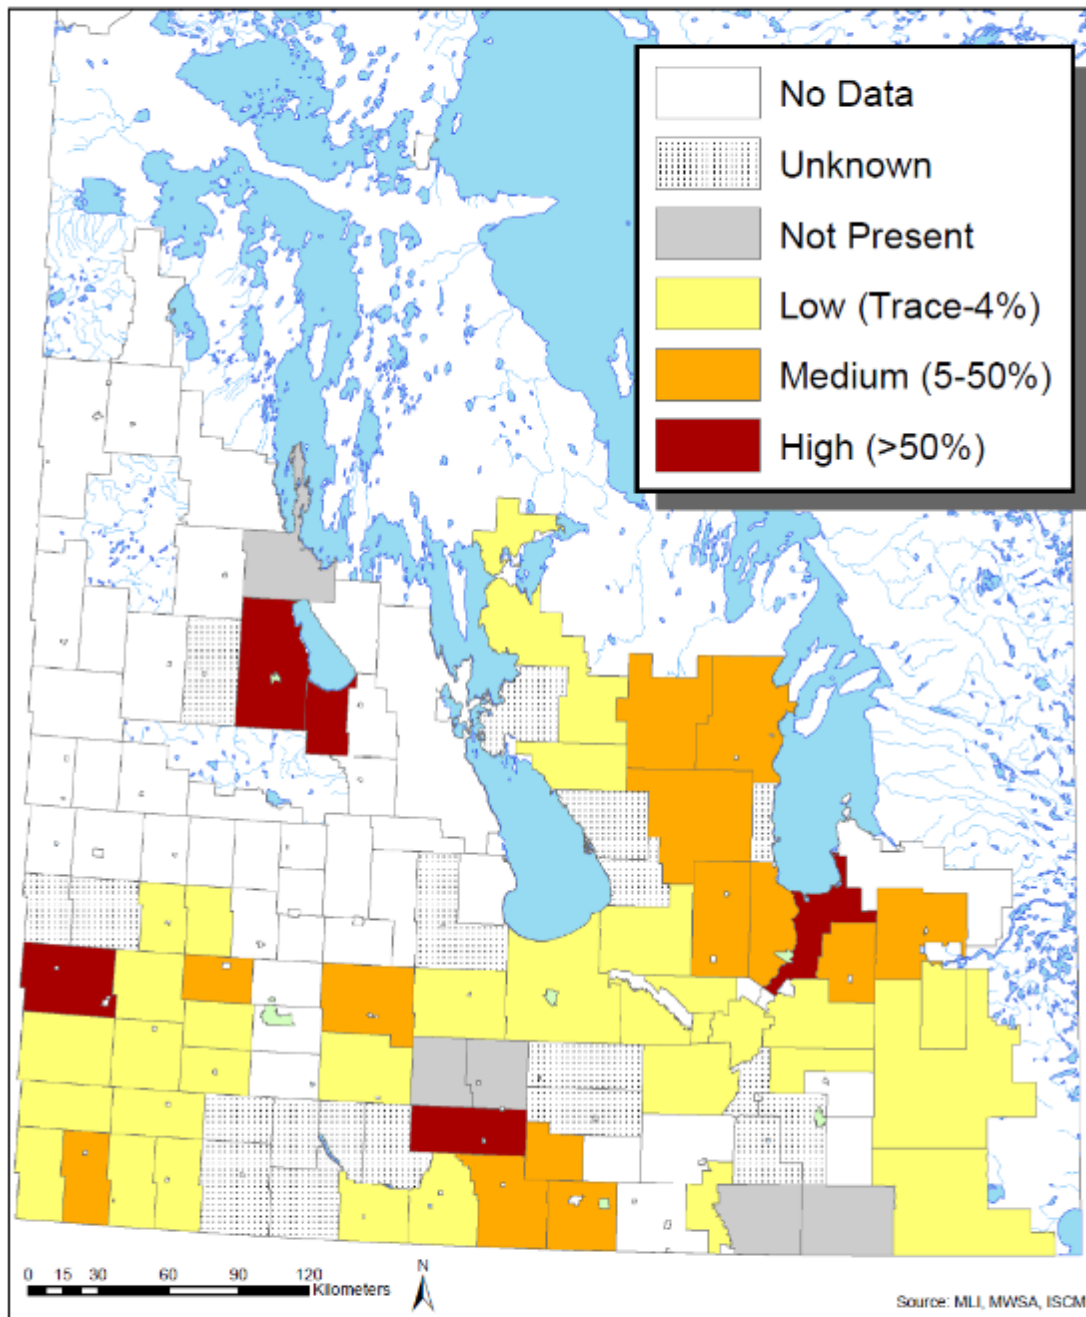 No Data
Unknown
Not Present
Low (Trace-4%)
Medium (5-50%)
High (>50%)
0 15 30 60 90 120
Kilometers
N
Source: MLI, MWSA, ISCM